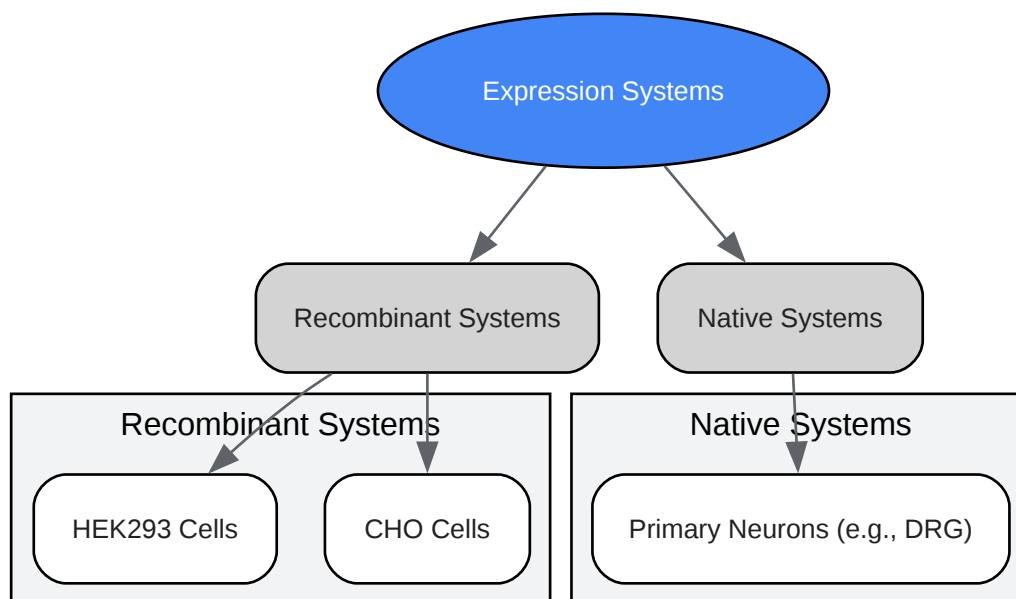 Expression Systems
Recombinant Systems
Native Systems
Recombinant Systems
Native Systems
HEK293 Cells
CHO Cells
Primary Neurons (e.g., DRG)